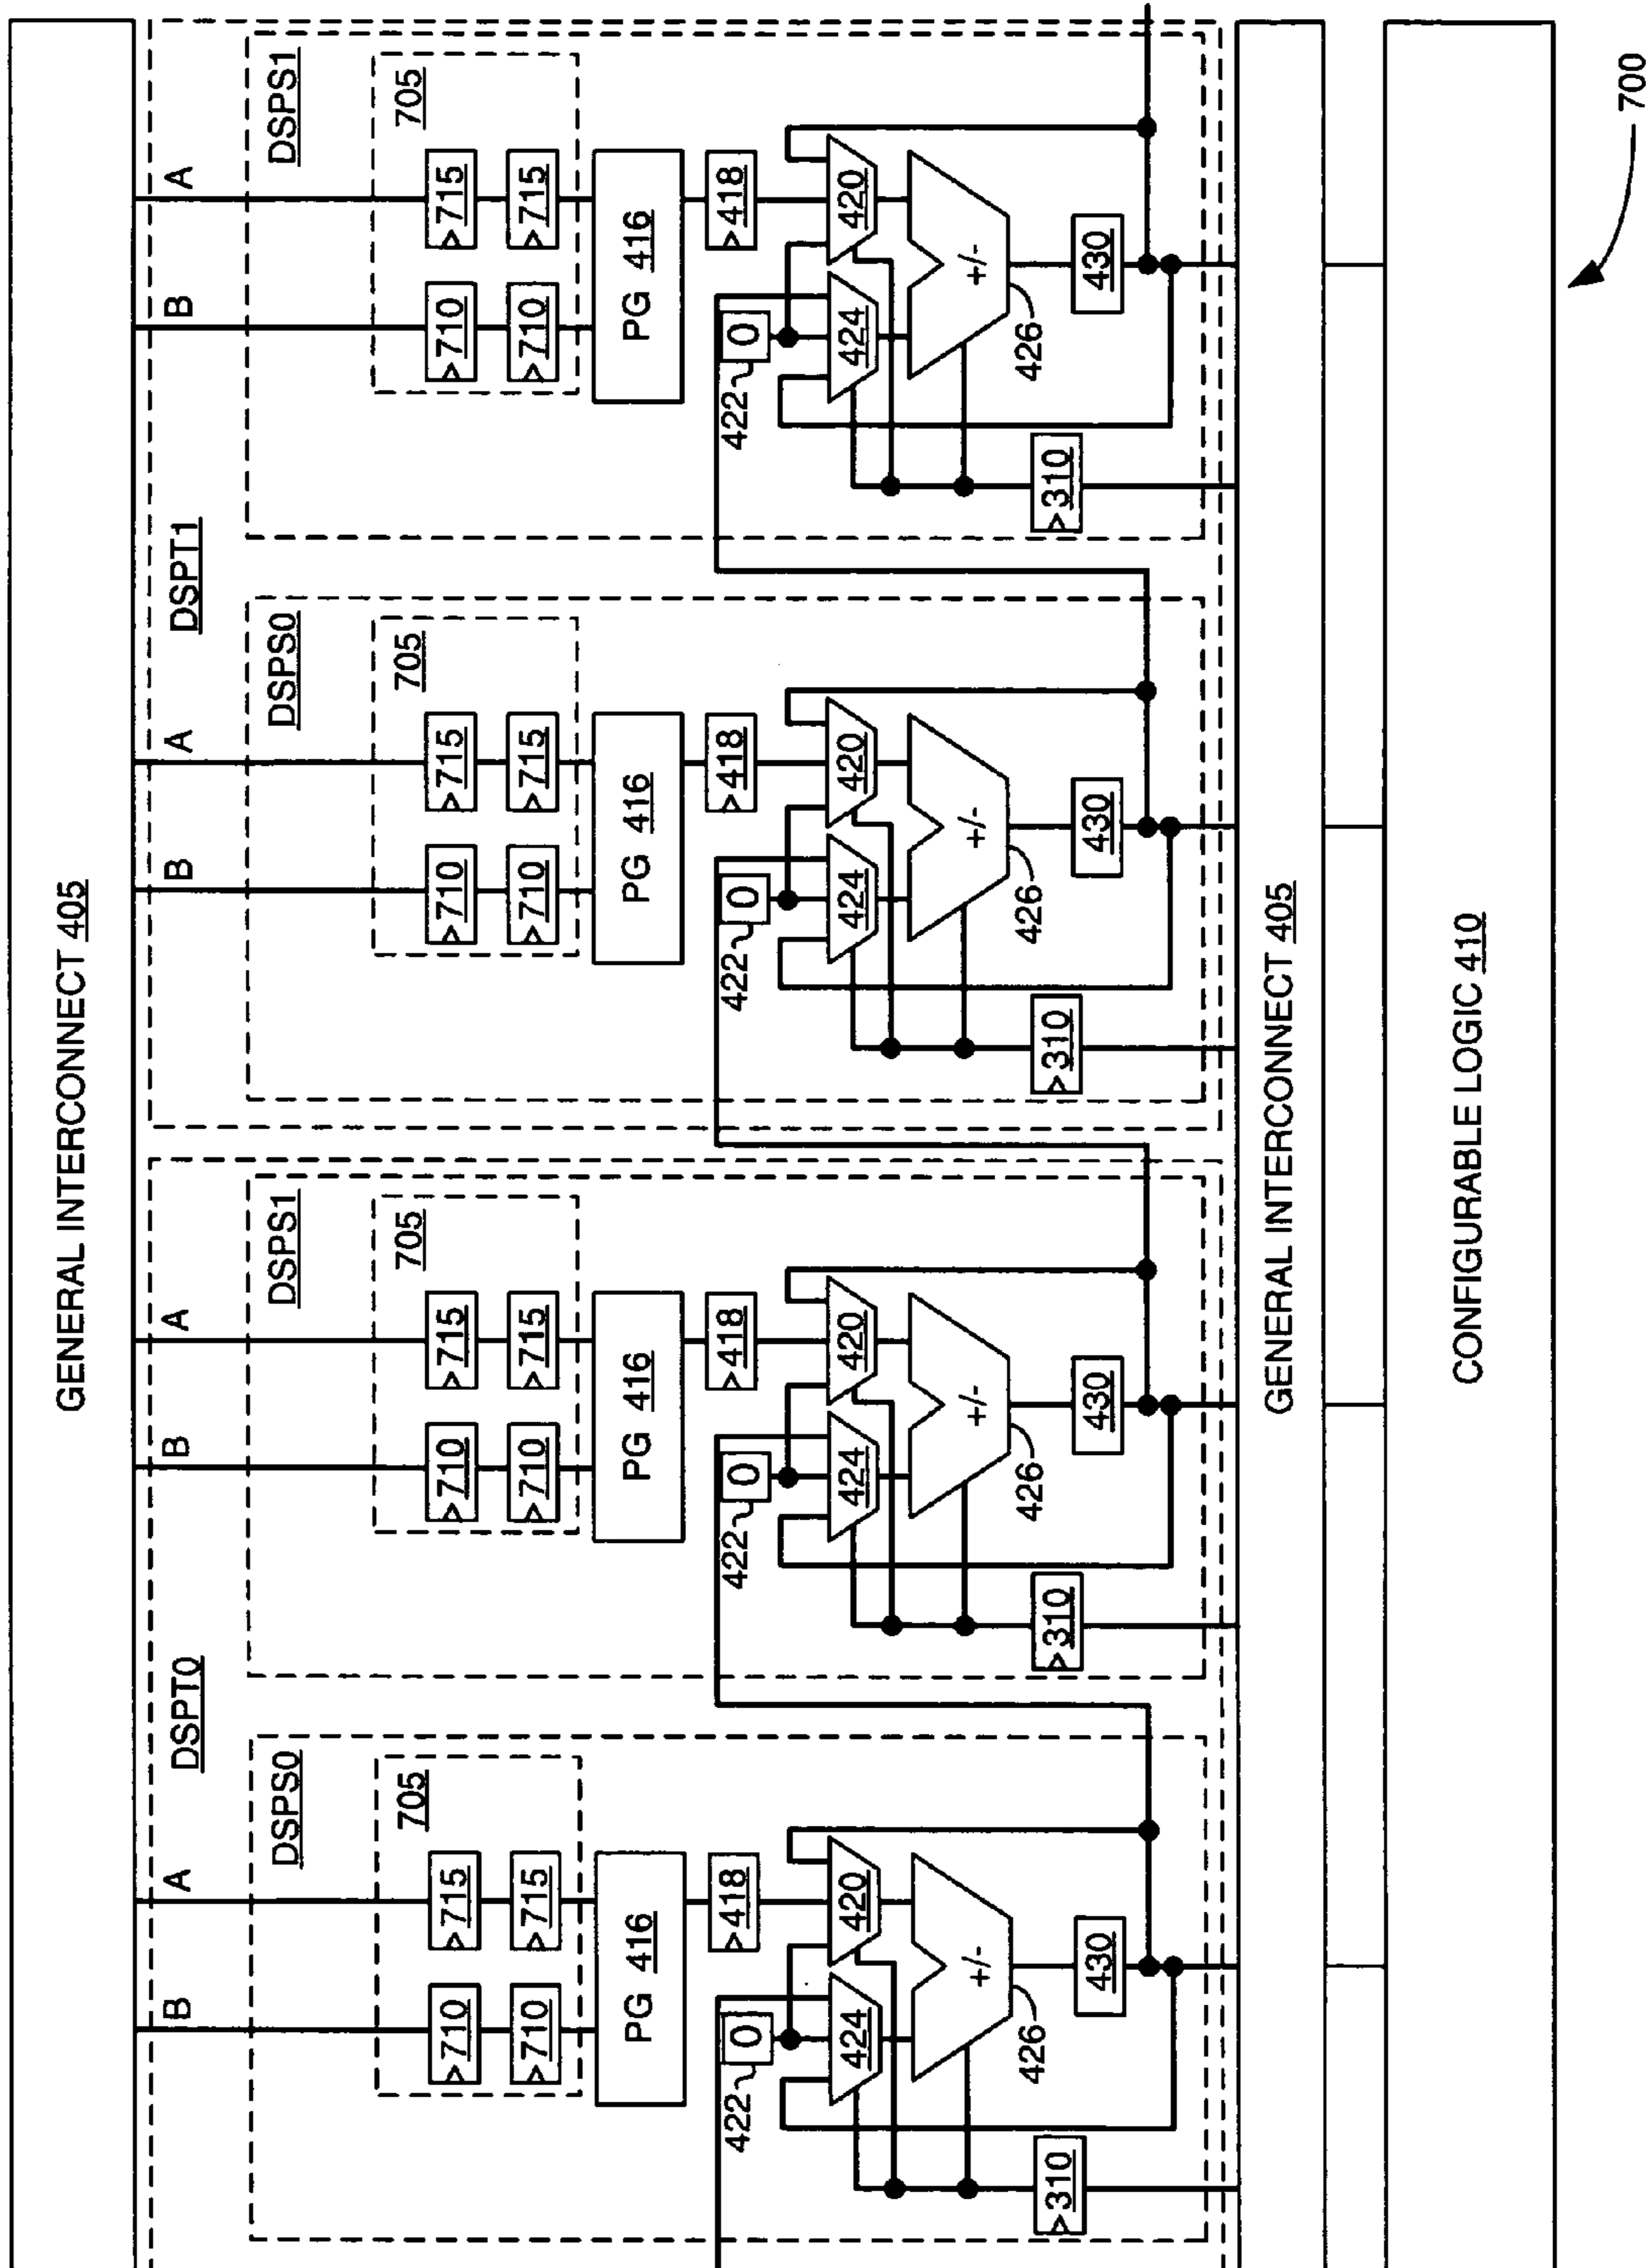 GENERAL INTERCONNECT 405
B A DSPT0 B A B A DSPT1 B A
DSPS0 DSPS1 DSPS0 DSPS1
705 705 705 705
710 715 710 715 710 715 710 715
710 715 710 715 710 715 710 715
PG 416 PG 416 PG 416 PG 416
422 0 418 422 0 418 422 0 418 422 0 418
424 420 424 420 424 420 424 420
+/- +/- +/- +/-
426 426 426 426
310 430 310 430 310 430 310 430
GENERAL INTERCONNECT 405
CONFIGURABLE LOGIC 410
700